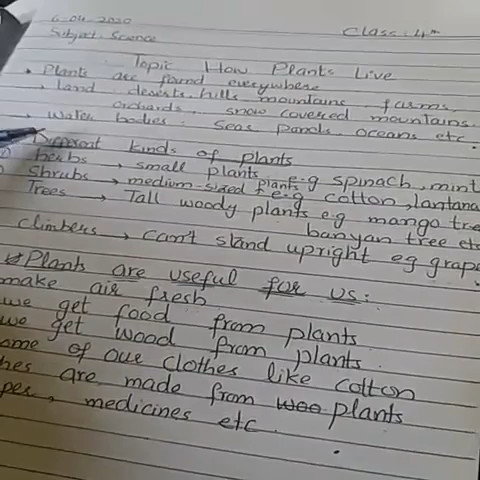 6-04-2020 Class:4th
Subject: Science
Topic How Plants Live
Plants are found everywhere
→ land deserts, hills mountains, farms,
orchards, snow covered mountains.
→ Water bodies: Seas, ponds, oceans etc.
Different kinds of plants
herbs → small plants e.g spinach, mint
Shrubs → medium-sized plants e.g cotton, lantana
Trees → Tall woody plants e.g mango tre
banyan tree etc
climbers → can't stand upright eg grape
Plants are useful for us:
make air fresh
we get food from plants
we get wood from plants.
ome of our clothes like cotton
hes are made from plants
pes, medicines etc